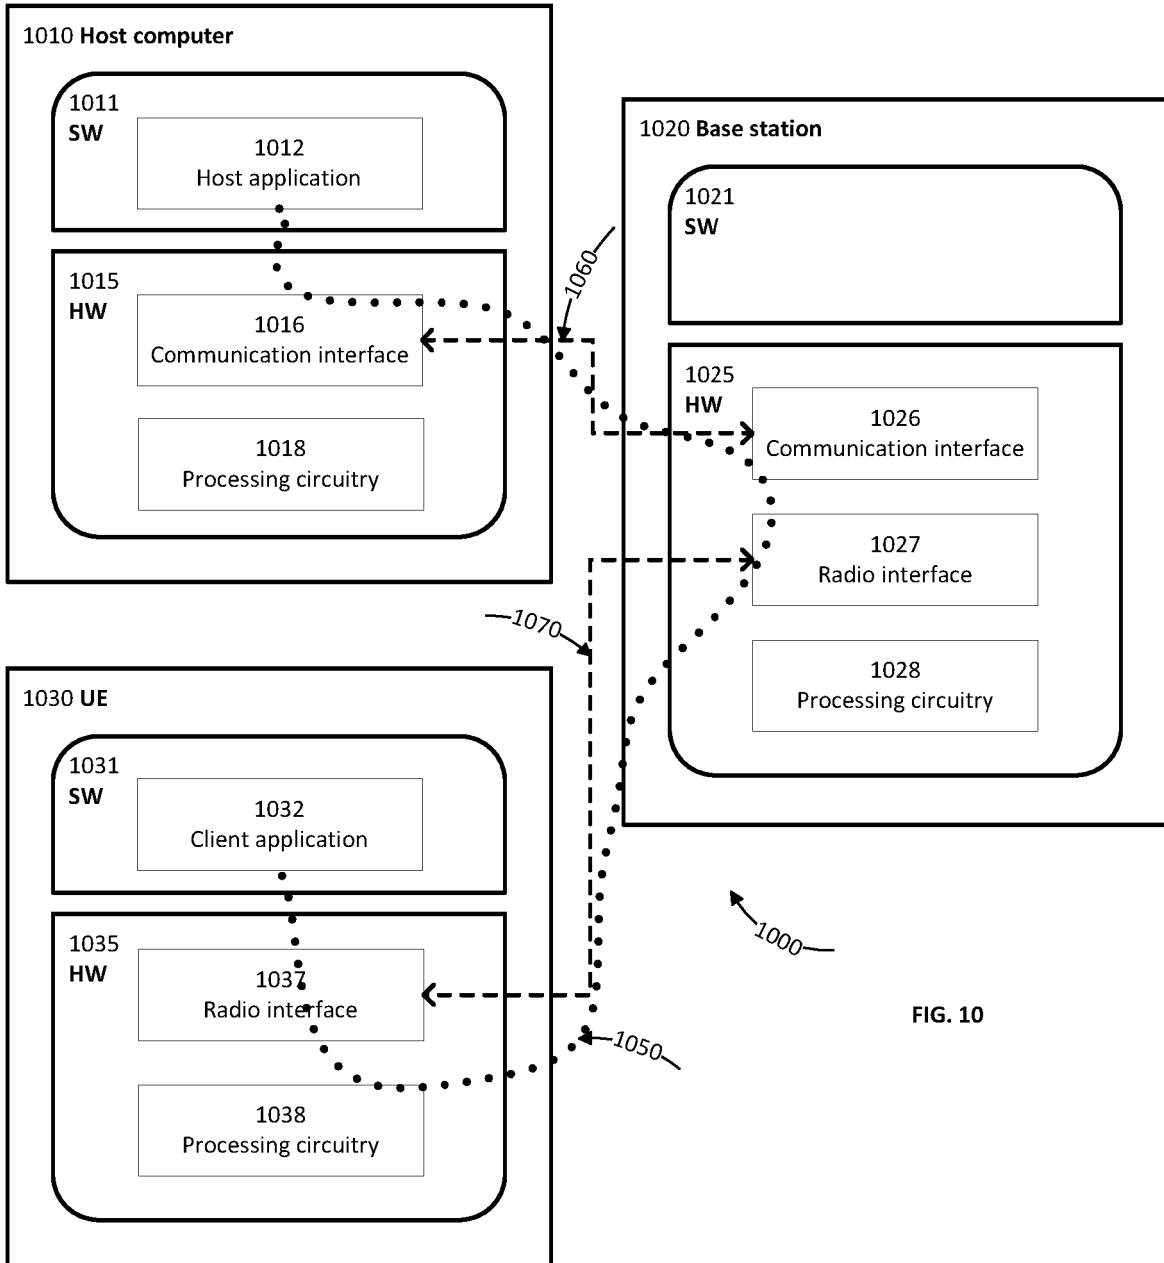 1010 Host computer
1011
SW
1012
Host application
1015
HW
1016
Communication interface
1018
Processing circuitry
1060
1020 Base station
1021
SW
1025
HW
1026
Communication interface
1027
Radio interface
1028
Processing circuitry
1070
1030 UE
1031
SW
1032
Client application
1035
HW
1037
Radio interface
1038
Processing circuitry
1050
1000
FIG. 10